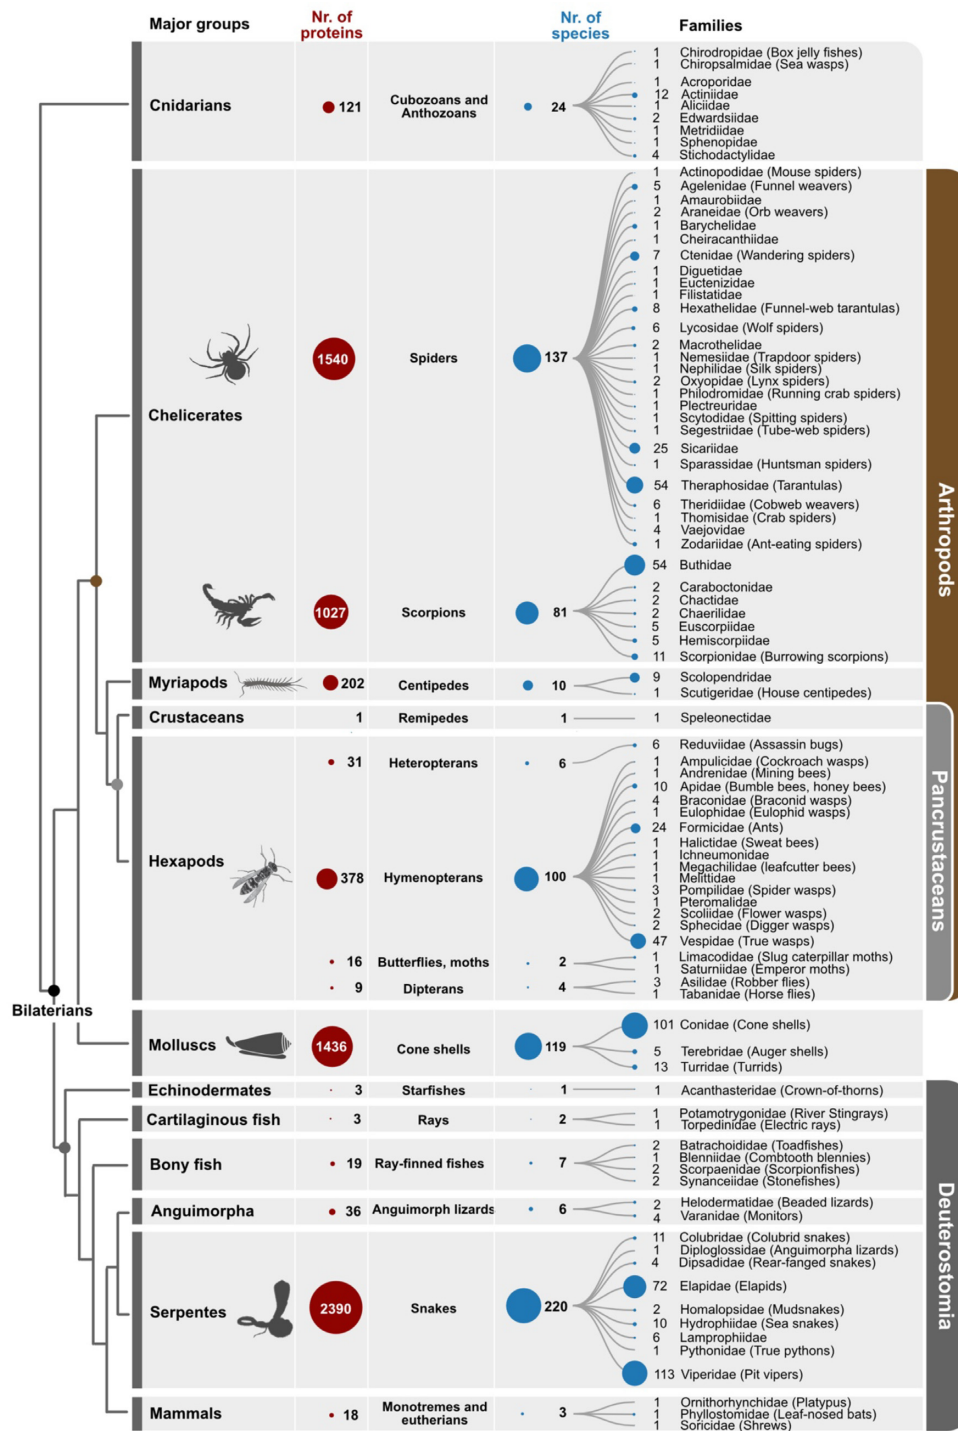 Major groups
Nr. of
proteins
Nr. of
species
Families
Cnidarians
121
Cubozoans and
Anthozoans
24
1 Chirodropidae (Box jelly fishes)
1 Chiropsalmidae (Sea wasps)
1 Acroporidae
12 Actiniidae
1 Aliciidae
2 Edwardsiidae
1 Metridiidae
1 Sphenopidae
4 Stichodactylidae
Chelicerates
1540
Spiders
137
1 Actinopodidae (Mouse spiders)
5 Agelenidae (Funnel weavers)
1 Amaurobiidae
2 Araneidae (Orb weavers)
1 Barychelidae
1 Cheiracanthiidae
7 Ctenidae (Wandering spiders)
1 Diguetidae
1 Euctenizidae
1 Filistatidae
8 Hexathelidae (Funnel-web tarantulas)
6 Lycosidae (Wolf spiders)
2 Macrothelidae
1 Nemesiidae (Trapdoor spiders)
1 Nephilidae (Silk spiders)
2 Oxyopidae (Lynx spiders)
1 Philodromidae (Running crab spiders)
1 Plectreuridae
1 Scytodidae (Spitting spiders)
1 Segestriidae (Tube-web spiders)
25 Sicariidae
1 Sparassidae (Huntsman spiders)
54 Theraphosidae (Tarantulas)
6 Theridiidae (Cobweb weavers)
1 Thomisidae (Crab spiders)
4 Vaejovidae
1 Zodariidae (Ant-eating spiders)
1027
Scorpions
81
54 Buthidae
2 Caraboctonidae
2 Chactidae
2 Chaerilidae
5 Euscorpiidae
5 Hemiscorpiidae
11 Scorpionidae (Burrowing scorpions)
Arthropods
Myriapods
202
Centipedes
10
9 Scolopendridae
1 Scutigeridae (House centipedes)
Crustaceans
1
Remipedes
1
1 Speleonectidae
Hexapods
31
Heteropterans
6
6 Reduviidae (Assassin bugs)
378
Hymenopterans
100
1 Ampulicidae (Cockroach wasps)
1 Andrenidae (Mining bees)
10 Apidae (Bumble bees, honey bees)
4 Braconidae (Braconid wasps)
1 Eulophidae (Eulophid wasps)
24 Formicidae (Ants)
1 Halictidae (Sweat bees)
1 Ichneumonidae
1 Megachilidae (leafcutter bees)
1 Melittidae
3 Pompilidae (Spider wasps)
1 Pteromalidae
2 Scoliidae (Flower wasps)
2 Sphecidae (Digger wasps)
47 Vespidae (True wasps)
16
Butterflies, moths
2
1 Limacodidae (Slug caterpillar moths)
1 Saturniidae (Emperor moths)
9
Dipterans
4
3 Asilidae (Robber flies)
1 Tabanidae (Horse flies)
Pancrustaceans
Bilaterians
Molluscs
1436
Cone shells
119
101 Conidae (Cone shells)
5 Terebridae (Auger shells)
13 Turridae (Turrids)
Echinodermates
3
Starfishes
1
1 Acanthasteridae (Crown-of-thorns)
Cartilaginous fish
3
Rays
2
1 Potamotrygonidae (River Stingrays)
1 Torpedinidae (Electric rays)
Bony fish
19
Ray-finned fishes
7
2 Batrachoididae (Toadfishes)
1 Blenniidae (Combtooth blennies)
2 Scorpaenidae (Scorpionfishes)
2 Synanceiidae (Stonefishes)
Anguimorpha
36
Anguimorph lizards
6
2 Helodermatidae (Beaded lizards)
4 Varanidae (Monitors)
Serpentes
2390
Snakes
220
11 Colubridae (Colubrid snakes)
1 Diploglossidae (Anguimorpha lizards)
4 Dipsadidae (Rear-fanged snakes)
72 Elapidae (Elapids)
2 Homalopsidae (Mudsnakes)
10 Hydrophiidae (Sea snakes)
6 Lamprophiidae
1 Pythonidae (True pythons)
113 Viperidae (Pit vipers)
Mammals
18
Monotremes and
eutherians
3
1 Ornithorhynchidae (Platypus)
1 Phyllostomidae (Leaf-nosed bats)
1 Soricidae (Shrews)
Deuterostomia